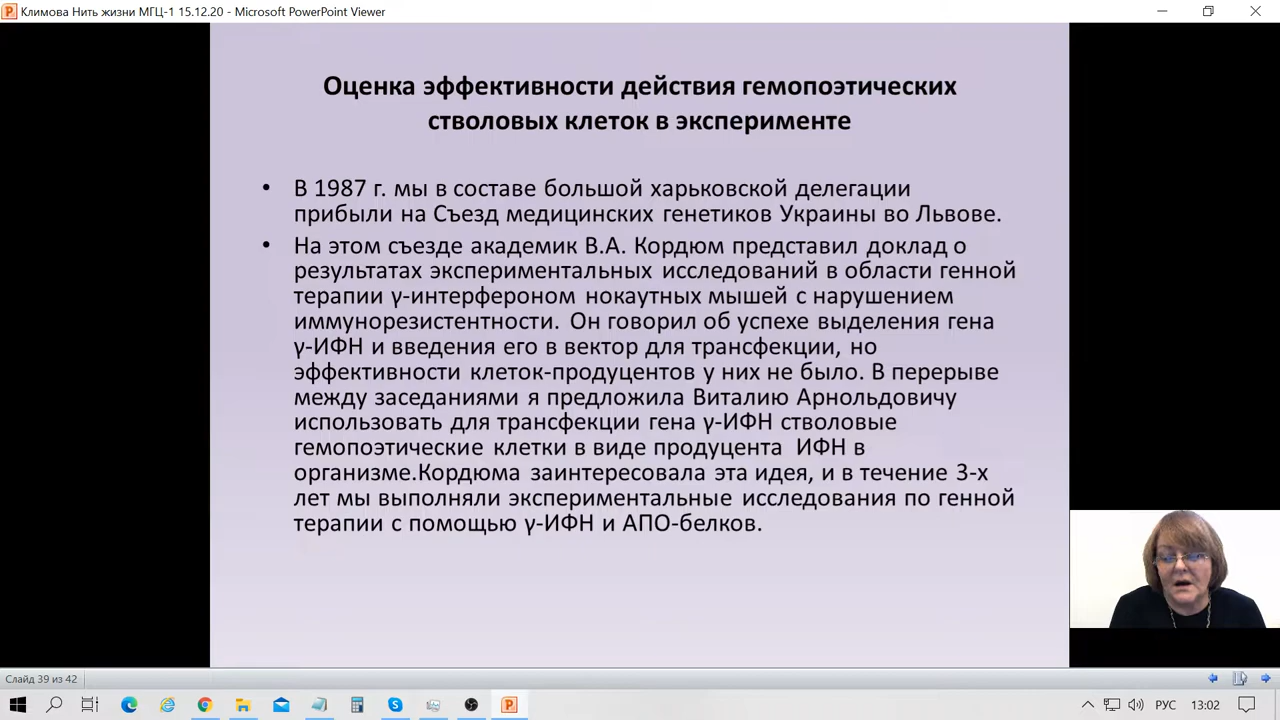 Климова Нить жизни МГЦ-1 15.12.20 - Microsoft PowerPoint Viewer
Оценка эффективности действия гемопоэтических
стволовых клеток в эксперименте
• В 1987 г. мы в составе большой харьковской делегации
прибыли на Съезд медицинских генетиков Украины во Львове.
• На этом съезде академик В.А. Кордюм представил доклад о
результатах экспериментальных исследований в области генной
терапии γ-интерфероном нокаутных мышей с нарушением
иммунорезистентности. Он говорил об успехе выделения гена
γ-ИФН и введения его в вектор для трансфекции, но
эффективности клеток-продуцентов у них не было. В перерыве
между заседаниями я предложила Виталию Арнольдовичу
использовать для трансфекции гена γ-ИФН стволовые
гемопоэтические клетки в виде продуцента ИФН в
организме.Кордюма заинтересовала эта идея, и в течение 3-х
лет мы выполняли экспериментальные исследования по генной
терапии с помощью γ-ИФН и АПО-белков.
Слайд 39 из 42
РУС
13:02